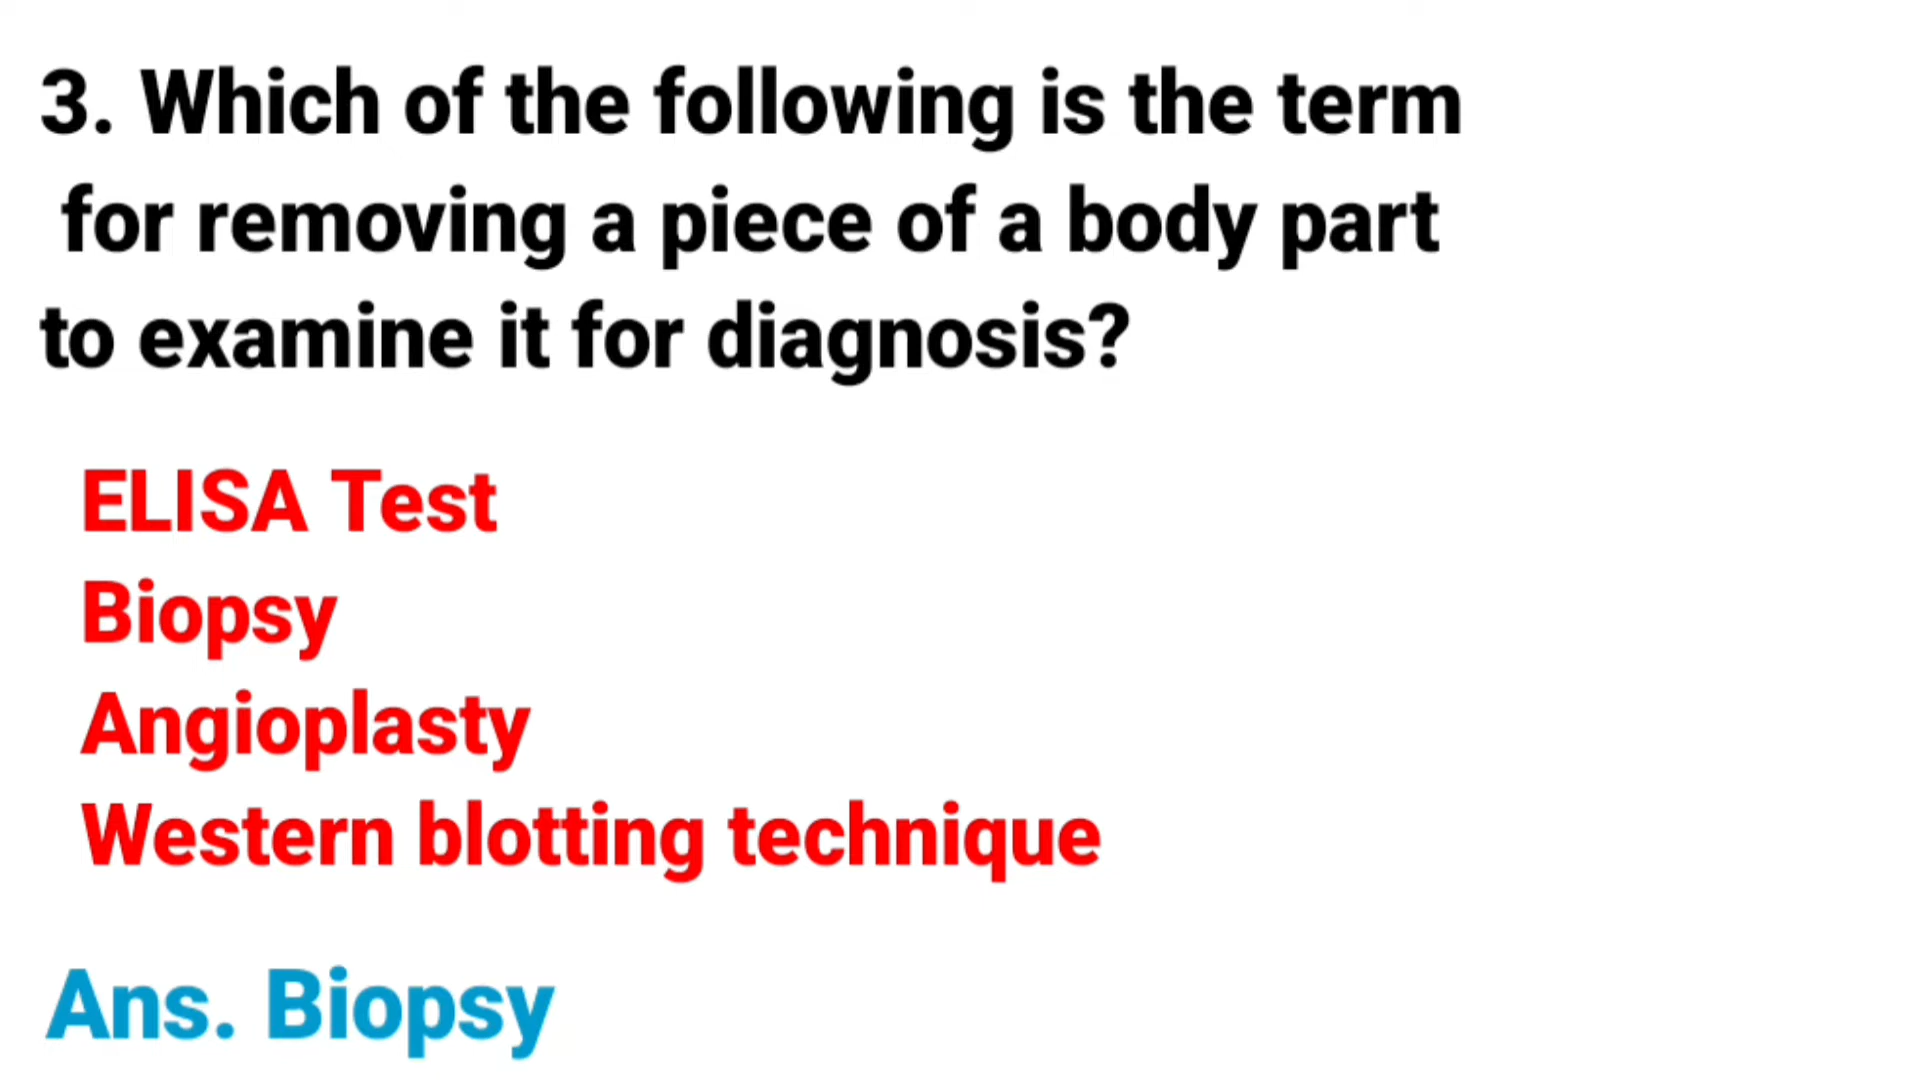 3. Which of the following is the term
for removing a piece of a body part
to examine it for diagnosis?
ELISA Test
Biopsy
Angioplasty
Western blotting technique
Ans. Biopsy